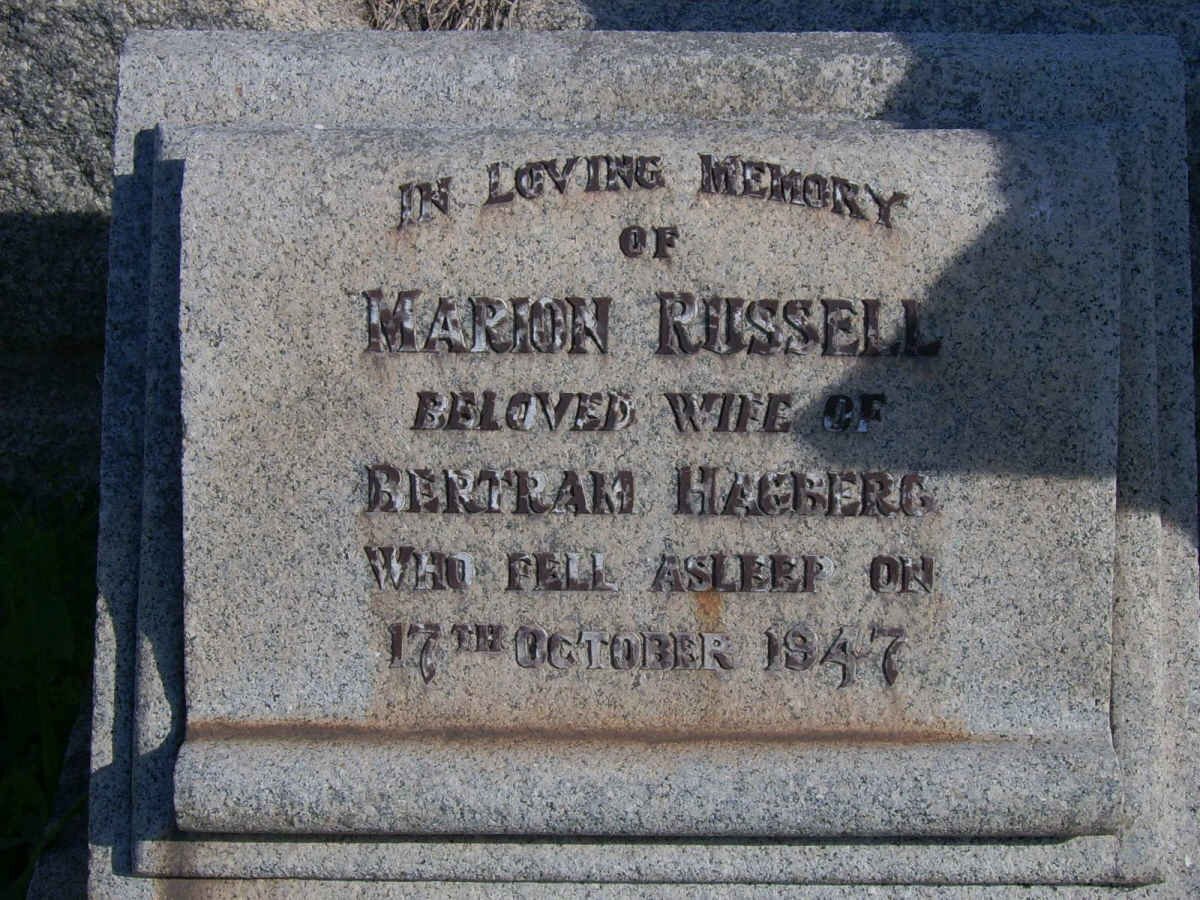 IN LOVING MEMORY
OF
MARION RUSSELL
BELOVED WIFE OF
BERTRAM HAGBERG
WHO FELL ASLEEP ON
17TH OCTOBER 1947